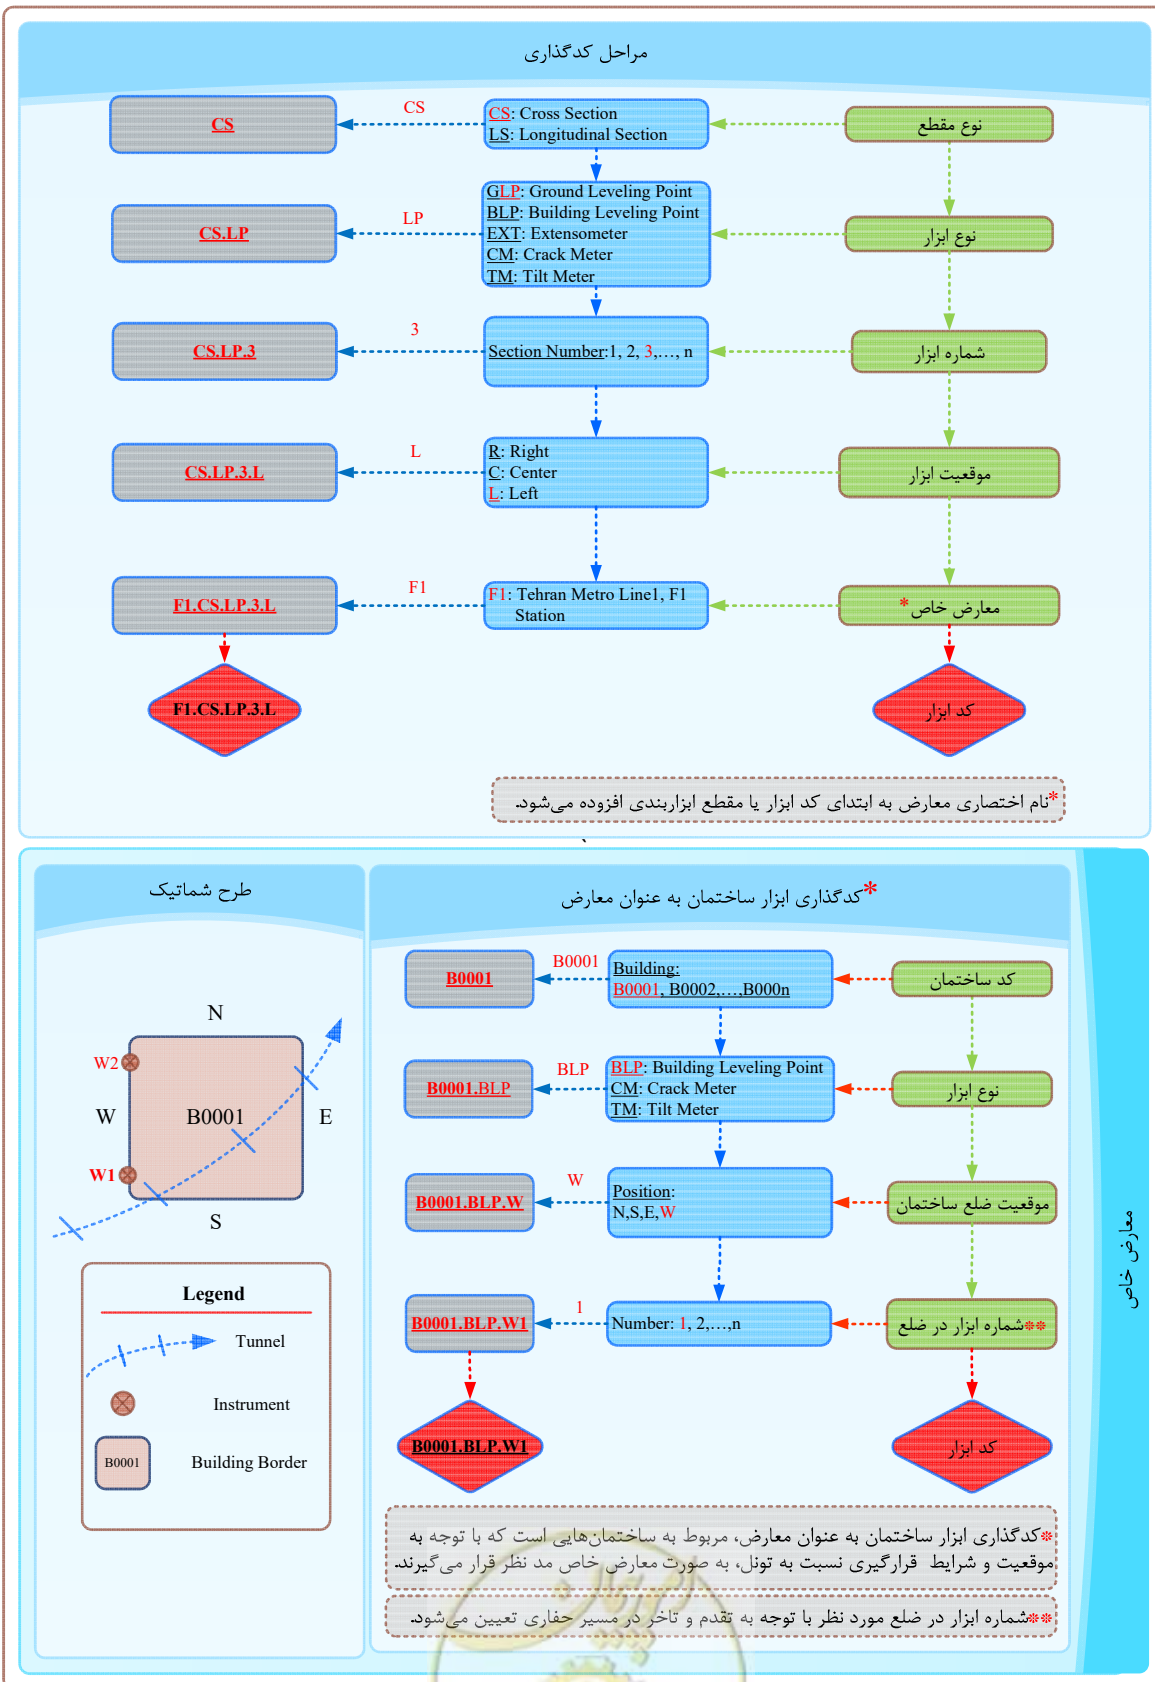 مراحل کدگذاری
نوع مقطع
CS: Cross Section
LS: Longitudinal Section
CS
CS
نوع ابزار
GLP: Ground Leveling Point
BLP: Building Leveling Point
EXT: Extensometer
CM: Crack Meter
TM: Tilt Meter
LP
CS.LP
شماره ابزار
Section Number:1, 2, 3,…, n
3
CS.LP.3
موقعیت ابزار
R: Right
C: Center
L: Left
L
CS.LP.3.L
معارض خاص*
F1: Tehran Metro Line1, F1
Station
F1
F1.CS.LP.3.L
کد ابزار
F1.CS.LP.3.L
*نام اختصاری معارض به ابتدای کد ابزار یا مقطع ابزاربندی افزوده می‌شود.
معارض خاص
*کدگذاری ابزار ساختمان به عنوان معارض
کد ساختمان
Building:
B0001, B0002,…,B000n
B0001
B0001
نوع ابزار
BLP: Building Leveling Point
CM: Crack Meter
TM: Tilt Meter
BLP
B0001.BLP
موقعیت ضلع ساختمان
Position:
N,S,E,W
W
B0001.BLP.W
**شماره ابزار در ضلع
Number: 1, 2,…,n
1
B0001.BLP.W1
کد ابزار
B0001.BLP.W1
*کدگذاری ابزار ساختمان به عنوان معارض، مربوط به ساختمان‌هایی است که با توجه به
موقعیت و شرایط قرارگیری نسبت به تونل، به صورت معارض خاص مد نظر قرار می‌گیرند.
**شماره ابزار در ضلع مورد نظر با توجه به تقدم و تاخر در مسیر حفاری تعیین می‌شود.
طرح شماتیک
N
W2
W
B0001
E
W1
S
Legend
Tunnel
Instrument
B0001
Building Border